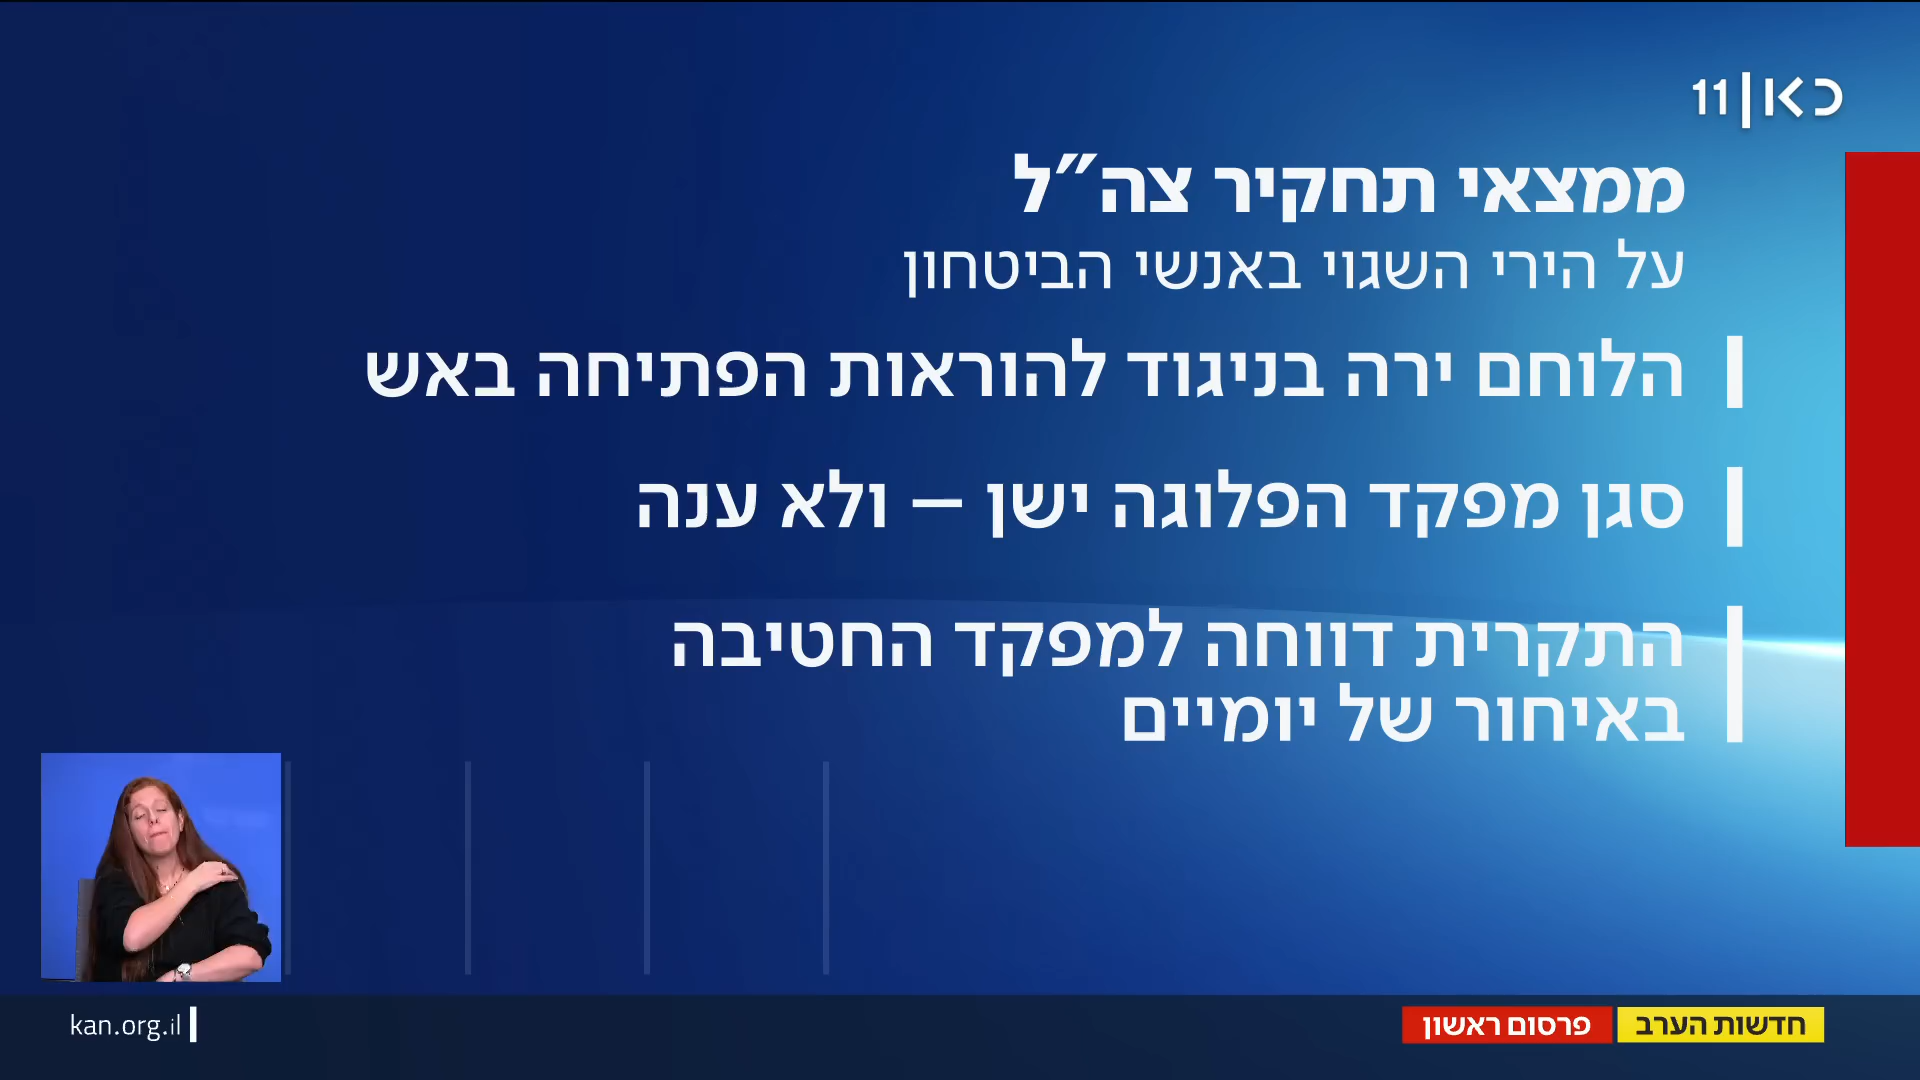 כאן|11
ממצאי תחקיר צה״ל
על הירי השגוי באנשי הביטחון
הלוחם ירה בניגוד להוראות הפתיחה באש
סגן מפקד הפלוגה ישן – ולא ענה
התקרית דווחה למפקד החטיבה
באיחור של יומיים
חדשות הערב
פרסום ראשון
kan.org.il